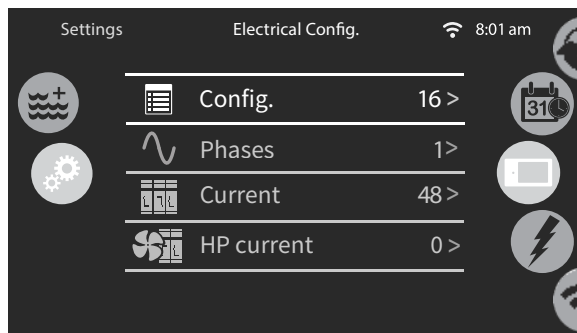 Settings Electrical Config. 8:01 am
Config. 16 >
31
Phases 1>
Current 48 >
HP current 0 >